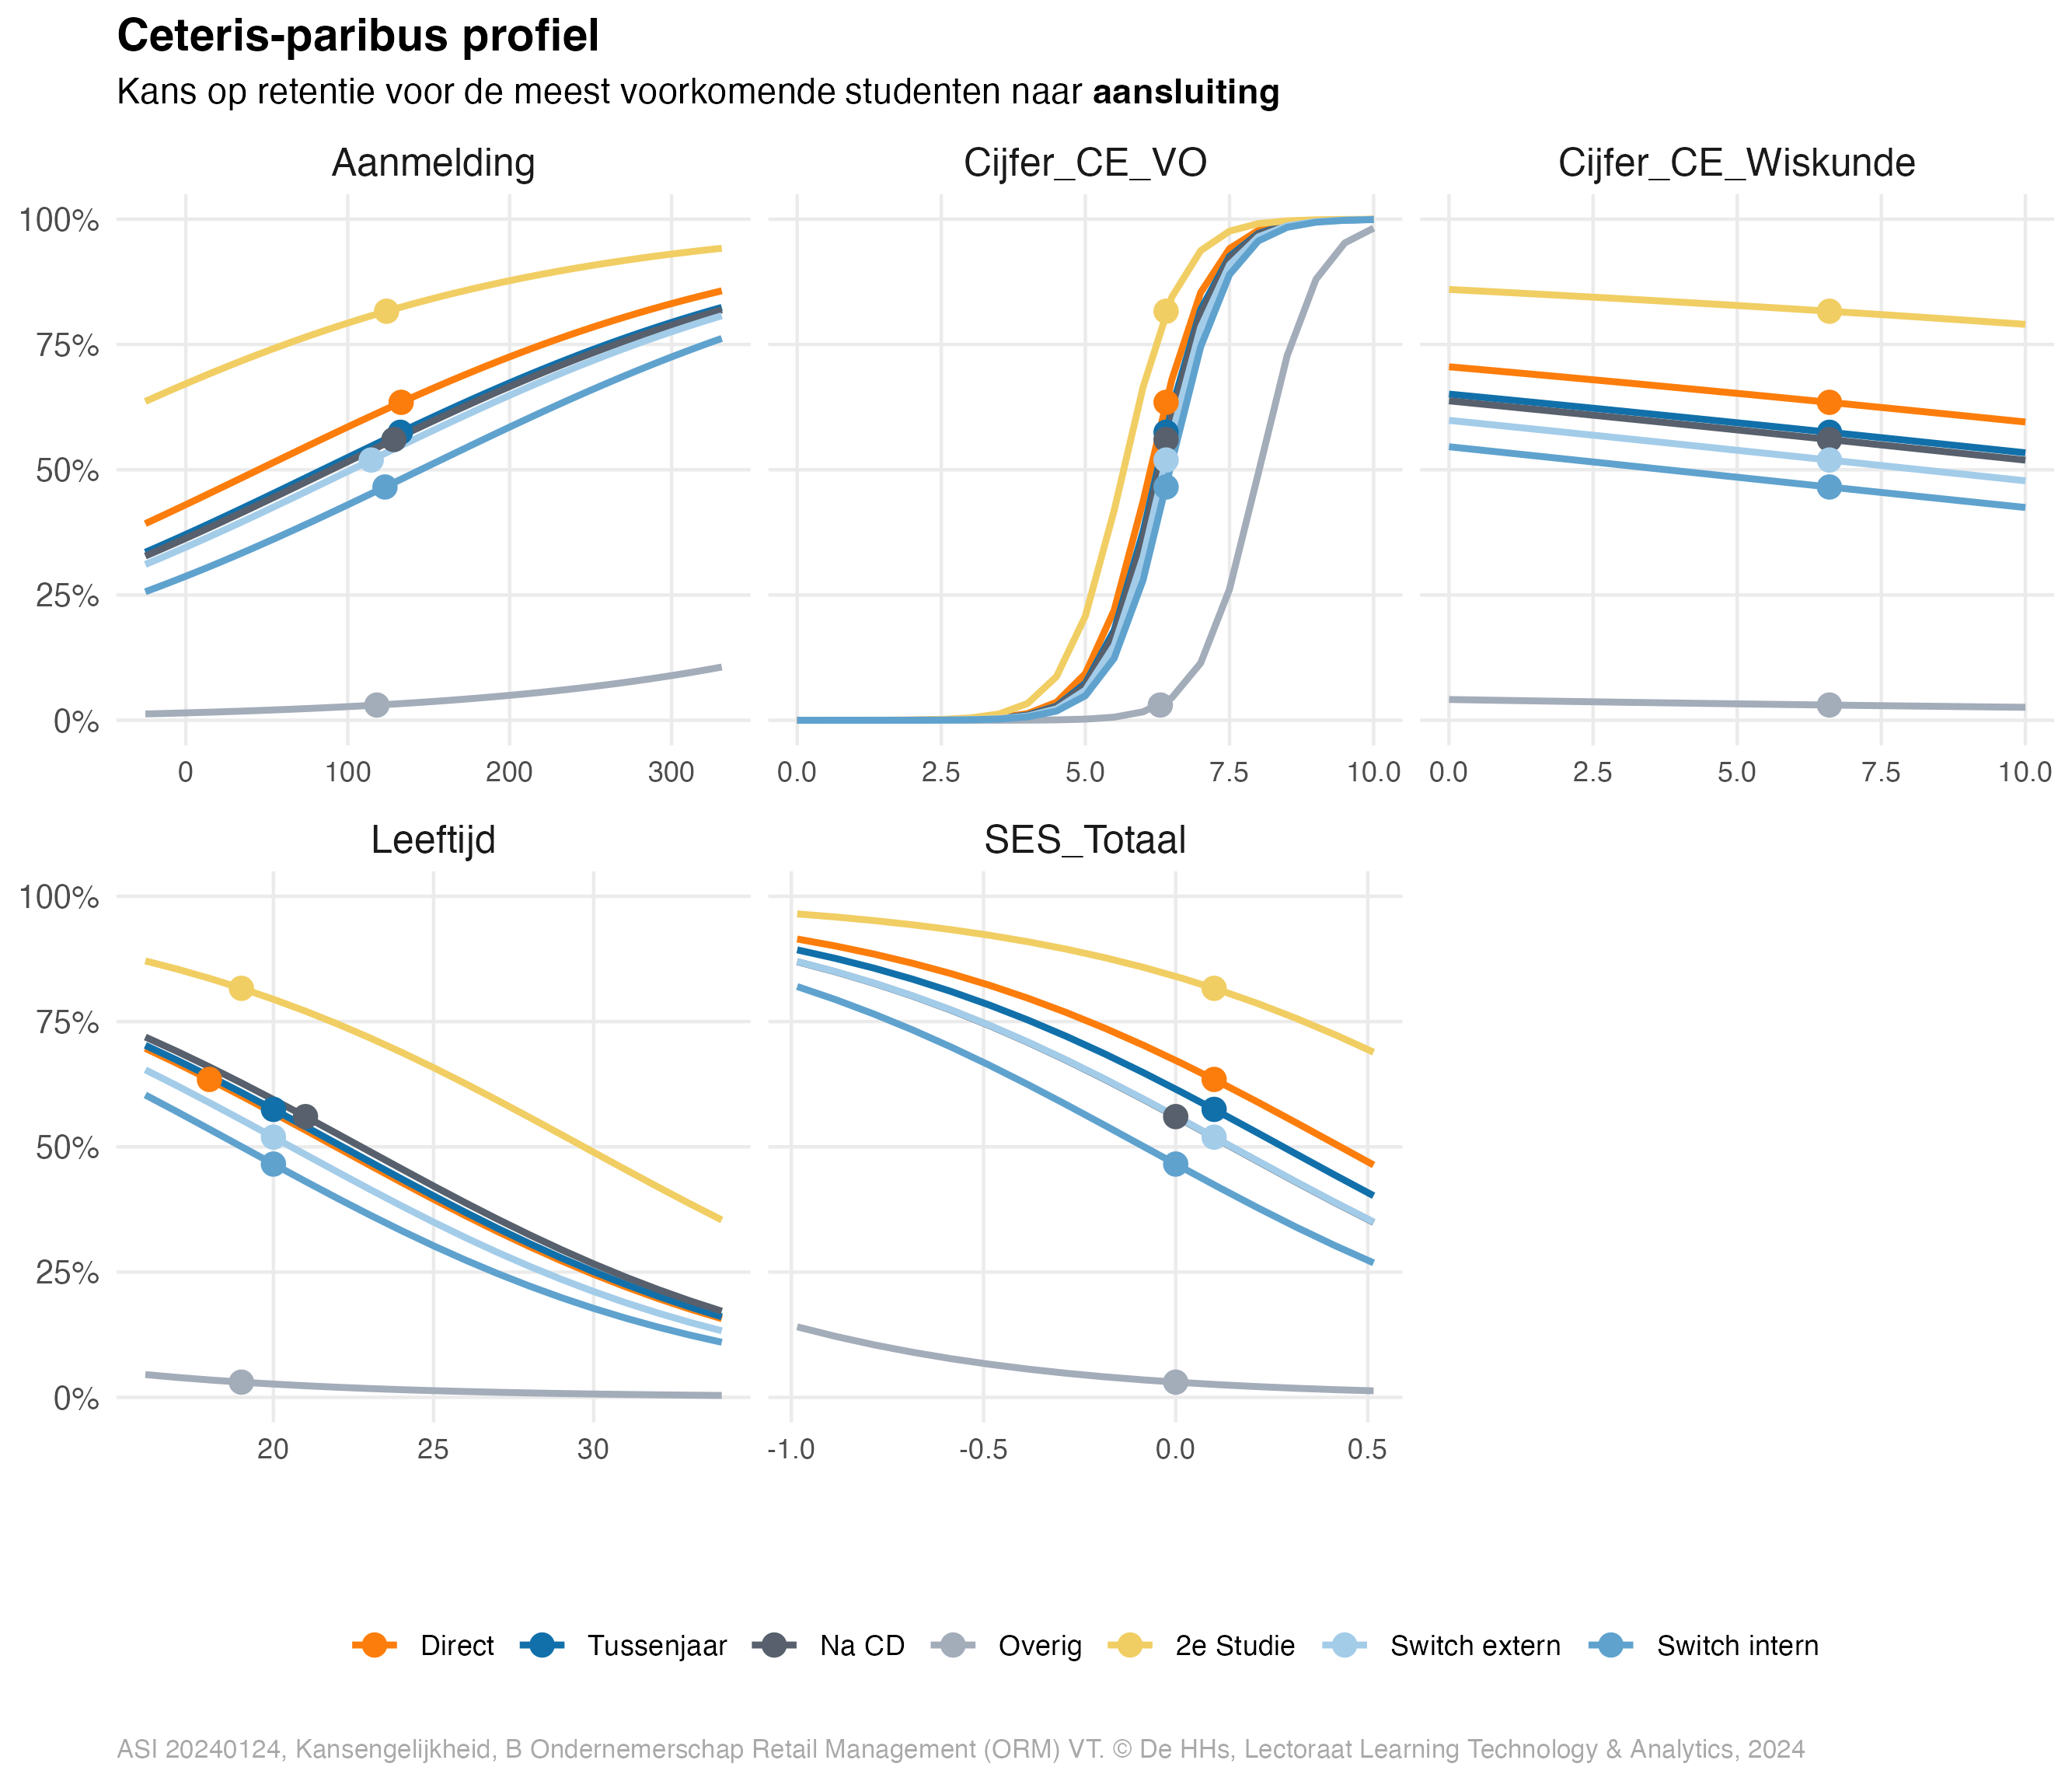 Ceteris-paribus profiel
Kans op retentie voor de meest voorkomende studenten naar aansluiting
Aanmelding
Cijfer_CE_VO
Cijfer_CE_Wiskunde
100%
75%
50%
25%
0%
0 100 200 300
0.0 2.5 5.0 7.5 10.0
0.0 2.5 5.0 7.5 10.0
Leeftijd
SES_Totaal
100%
75%
50%
25%
0%
20 25 30
-1.0 -0.5 0.0 0.5
Direct Tussenjaar Na CD Overig 2e Studie Switch extern Switch intern
ASI 20240124, Kansengelijkheid, B Ondernemerschap Retail Management (ORM) VT. © De HHs, Lectoraat Learning Technology & Analytics, 2024